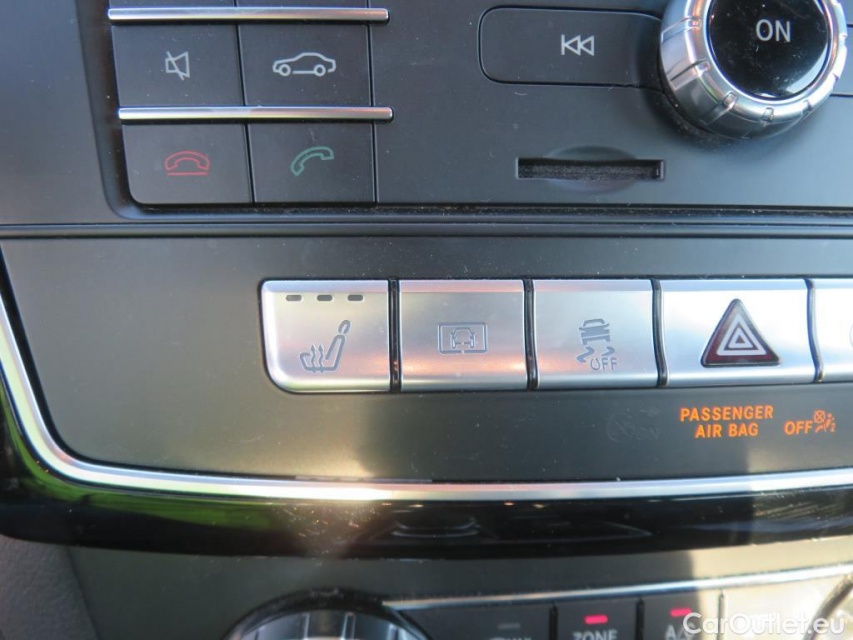 ON
OFF
PASSENGER
AIR BAG OFF
ZONE
CarOutlet.eu